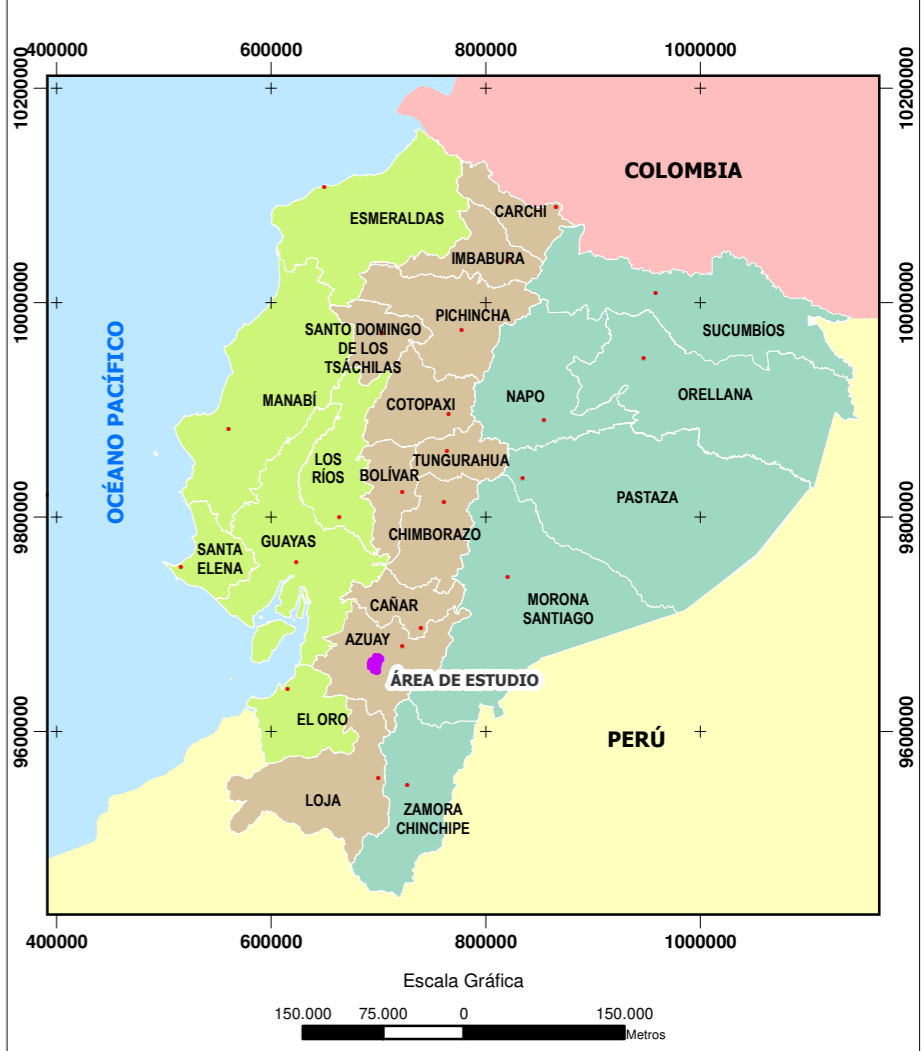 400000 600000 800000 1000000
10200000 10200000
COLOMBIA
CARCHI
ESMERALDAS
IMBABURA
10000000 10000000
PICHINCHA
SANTO DOMINGO
DE LOS
TSÁCHILAS
SUCUMBÍOS
OCÉANO PACÍFICO
MANABÍ
COTOPAXI
NAPO
ORELLANA
LOS
RÍOS
BOLÍVAR
TUNGURAHUA
PASTAZA
9800000 9800000
CHIMBORAZO
GUAYAS
SANTA
ELENA
CAÑAR
MORONA
SANTIAGO
AZUAY
ÁREA DE ESTUDIO
EL ORO
9600000 9600000
PERÚ
LOJA
ZAMORA
CHINCHIPE
400000 600000 800000 1000000
Escala Gráfica
150.000 75.000 0 150.000
Metros